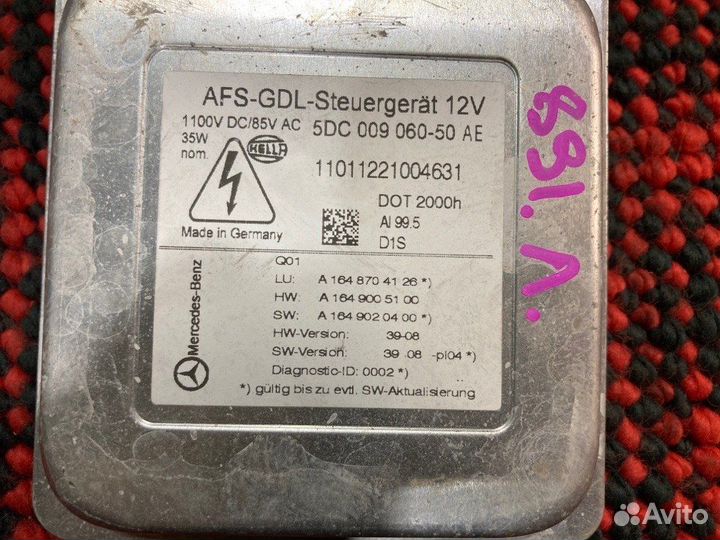 AFS-GDL-Steuergerät 12V
1100V DC/85V AC 5DC 009 060-50 AE
35W
nom.
HELLA
11011221004631
DOT 2000h
Al 99.5
D1S
Made in Germany
Mercedes-Benz
Q01
LU: A 164 870 41 26 *)
HW: A 164 900 51 00
SW: A 164 902 04 00 *)
HW-Version: 39-08
SW-Version: 39 .08 -pl04 *)
Diagnostic-ID: 0002 *)
*) gültig bis zu evtl. SW-Aktualisierung
891. Л.
Avito